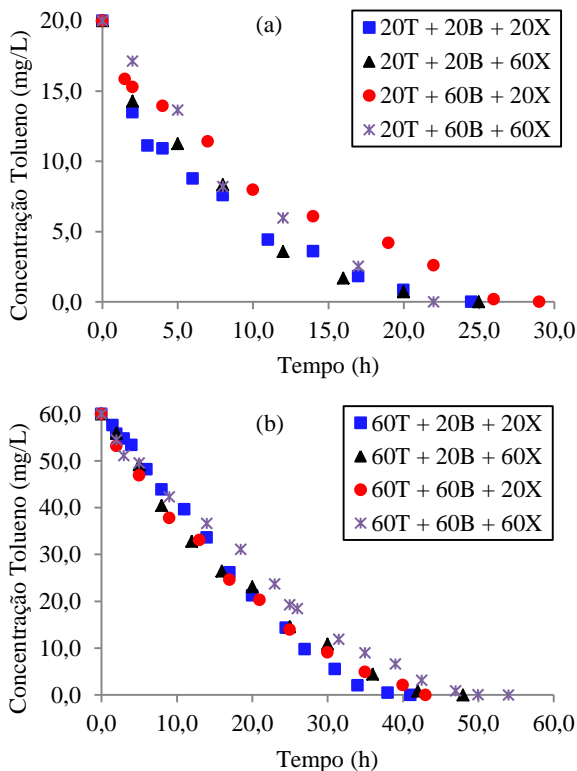 (a)
20T + 20B + 20X
20T + 20B + 60X
20T + 60B + 20X
20T + 60B + 60X
Concentração Tolueno (mg/L)
20,0
15,0
10,0
5,0
0,0
0,0 5,0 10,0 15,0 20,0 25,0 30,0
Tempo (h)
(b)
60T + 20B + 20X
60T + 20B + 60X
60T + 60B + 20X
60T + 60B + 60X
Concentração Tolueno (mg/L)
60,0
50,0
40,0
30,0
20,0
10,0
0,0
0,0 10,0 20,0 30,0 40,0 50,0 60,0
Tempo (h)